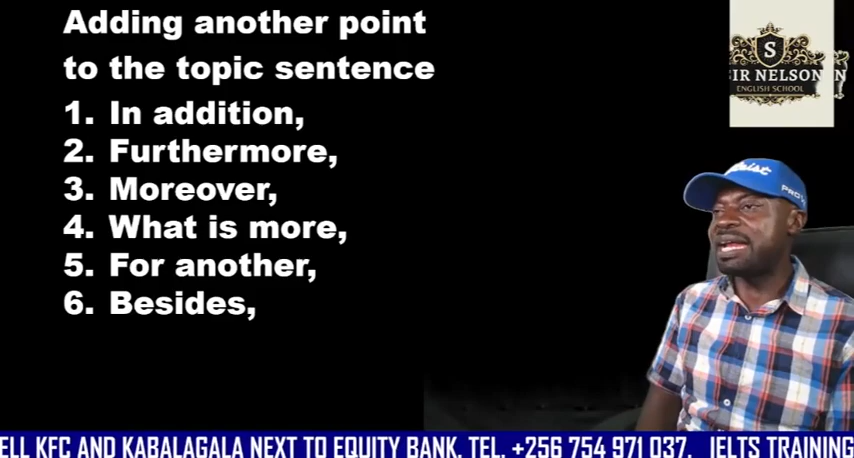 Adding another point
to the topic sentence
1. In addition,
2. Furthermore,
3. Moreover,
4. What is more,
5. For another,
6. Besides,
S
SIR NELSON
ENGLISH SCHOOL
ELL KFC AND KABALAGALA NEXT TO EQUITY BANK. TEL. +256 754 971 037. IELTS TRAINING